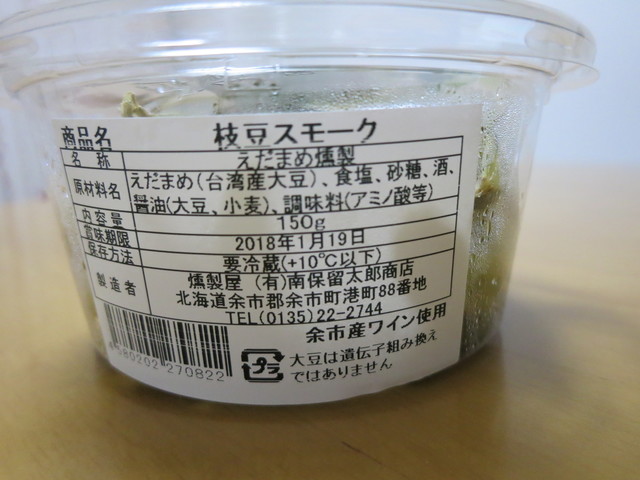 商品名 枝豆スモーク
名称 えだまめ燻製
原材料名 えだまめ(台湾産大豆)、食塩、砂糖、酒、
醤油(大豆、小麦)、調味料(アミノ酸等)
内容量 150g
賞味期限 2018年1月19日
保存方法 要冷蔵(+10℃以下)
製造者 燻製屋 (有)南保留太郎商店
北海道余市郡余市町港町88番地
TEL(0135)22-2744
余市産ワイン使用
4580202270822
プラ
大豆は遺伝子組み換え
ではありません